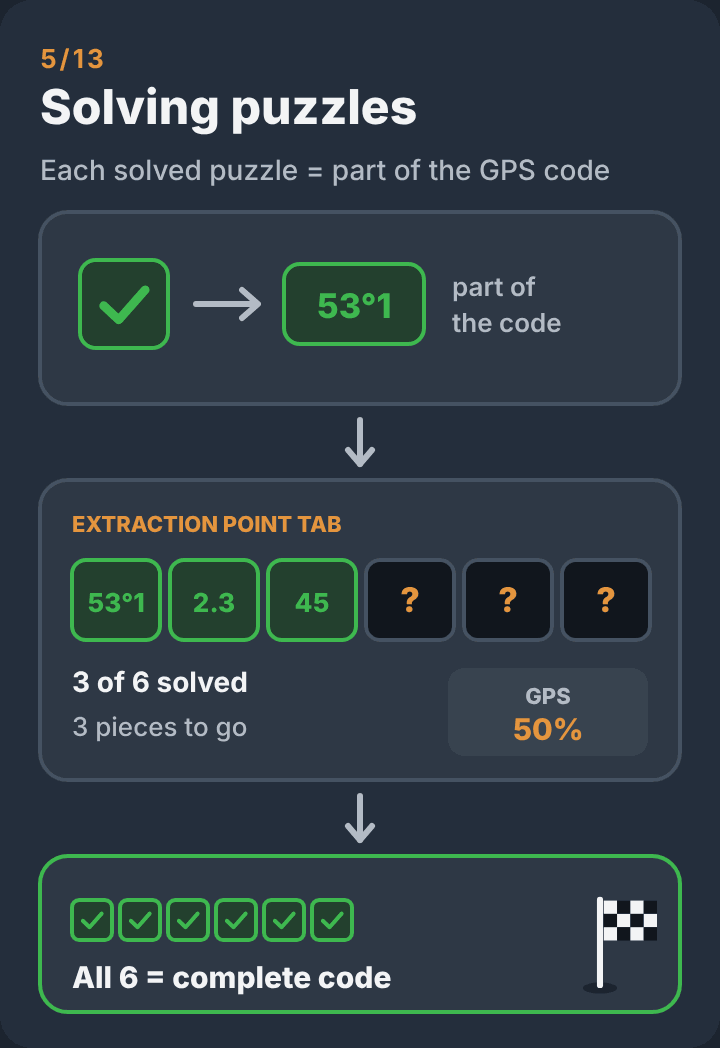 5/13
Solving puzzles
Each solved puzzle = part of the GPS code
53°1
part of
the code
EXTRACTION POINT TAB
53°1 2.3 45 ? ? ?
3 of 6 solved
3 pieces to go
GPS
50%
All 6 = complete code